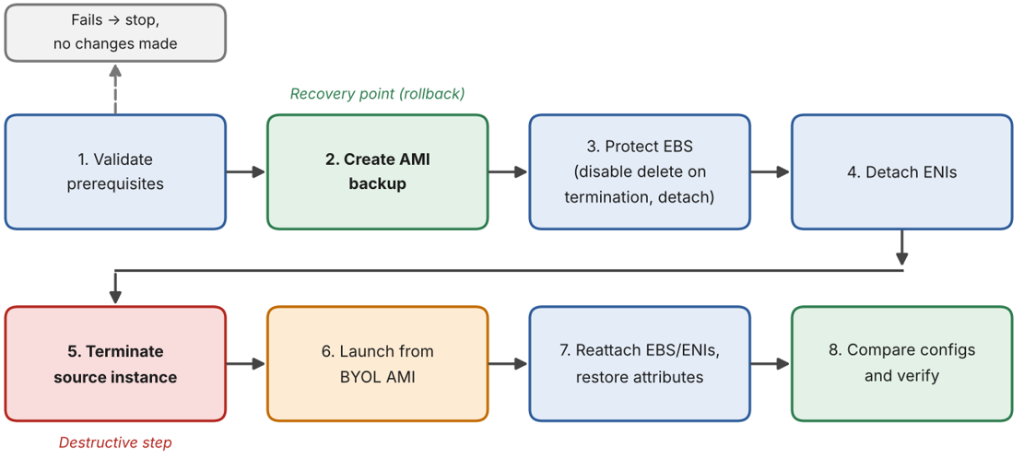 Fails → stop,
no changes made
Recovery point (rollback)
1. Validate
prerequisites
2. Create AMI
backup
3. Protect EBS
(disable delete on
termination, detach)
4. Detach ENIs
5. Terminate
source instance
6. Launch from
BYOL AMI
7. Reattach EBS/ENIs,
restore attributes
8. Compare configs
and verify
Destructive step